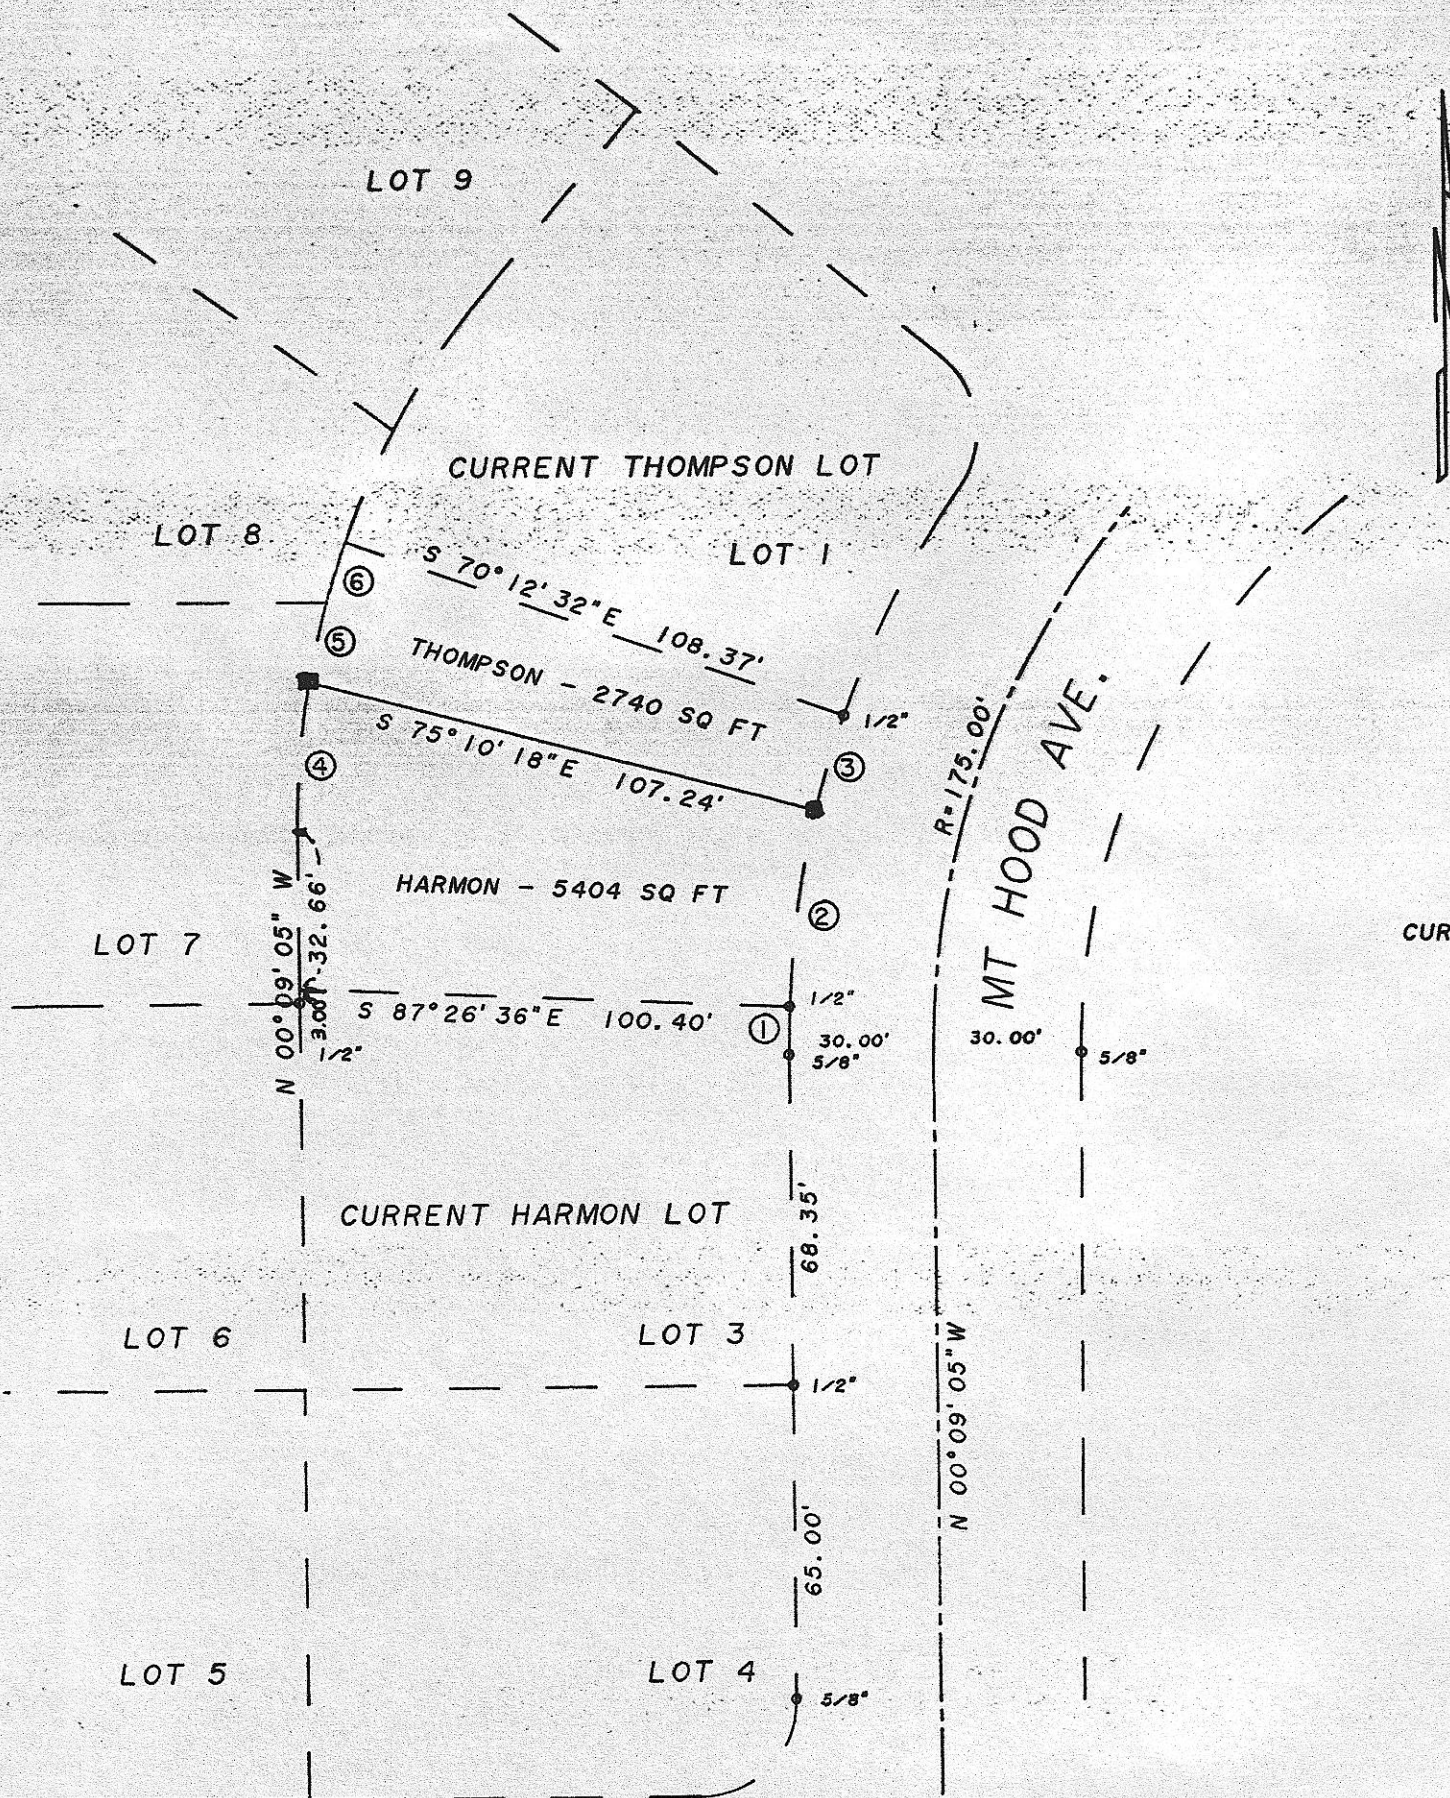 LOT 9
CURRENT THOMPSON LOT
LOT 8
LOT 1
S 70°12'32"E 108.37'
6
5
THOMPSON - 2740 SQ FT
1/2"
S 75°10'18"E 107.24'
4
3
R=175.00'
MT HOOD AVE.
HARMON - 5404 SQ FT
2
N 00°09'05" W
32.66'
LOT 7
CUR
3.00'
1/2"
S 87°26'36"E 100.40'
1
1/2"
30.00'
5/8"
30.00'
5/8"
CURRENT HARMON LOT
68.35'
LOT 6
LOT 3
1/2"
N 00°09'05" W
65.00'
LOT 5
LOT 4
5/8"